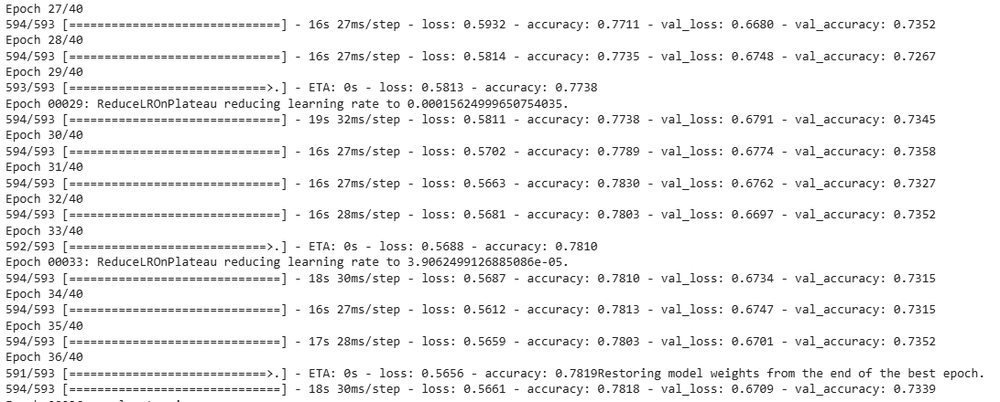 Epoch 27/40
594/593 [==============================] - 16s 27ms/step - loss: 0.5932 - accuracy: 0.7711 - val_loss: 0.6680 - val_accuracy: 0.7352
Epoch 28/40
594/593 [==============================] - 16s 27ms/step - loss: 0.5814 - accuracy: 0.7735 - val_loss: 0.6748 - val_accuracy: 0.7267
Epoch 29/40
593/593 [============================>.] - ETA: 0s - loss: 0.5813 - accuracy: 0.7738
Epoch 00029: ReduceLROnPlateau reducing learning rate to 0.00015624999650754035.
594/593 [==============================] - 19s 32ms/step - loss: 0.5811 - accuracy: 0.7738 - val_loss: 0.6791 - val_accuracy: 0.7345
Epoch 30/40
594/593 [==============================] - 16s 27ms/step - loss: 0.5702 - accuracy: 0.7789 - val_loss: 0.6774 - val_accuracy: 0.7358
Epoch 31/40
594/593 [==============================] - 16s 27ms/step - loss: 0.5663 - accuracy: 0.7830 - val_loss: 0.6762 - val_accuracy: 0.7327
Epoch 32/40
594/593 [==============================] - 16s 28ms/step - loss: 0.5681 - accuracy: 0.7803 - val_loss: 0.6697 - val_accuracy: 0.7352
Epoch 33/40
592/593 [============================>.] - ETA: 0s - loss: 0.5688 - accuracy: 0.7810
Epoch 00033: ReduceLROnPlateau reducing learning rate to 3.9062499126885086e-05.
594/593 [==============================] - 18s 30ms/step - loss: 0.5687 - accuracy: 0.7810 - val_loss: 0.6734 - val_accuracy: 0.7315
Epoch 34/40
594/593 [==============================] - 16s 27ms/step - loss: 0.5612 - accuracy: 0.7813 - val_loss: 0.6747 - val_accuracy: 0.7315
Epoch 35/40
594/593 [==============================] - 17s 28ms/step - loss: 0.5659 - accuracy: 0.7803 - val_loss: 0.6701 - val_accuracy: 0.7352
Epoch 36/40
591/593 [============================>.] - ETA: 0s - loss: 0.5656 - accuracy: 0.7819Restoring model weights from the end of the best epoch.
594/593 [==============================] - 18s 30ms/step - loss: 0.5661 - accuracy: 0.7818 - val_loss: 0.6709 - val_accuracy: 0.7339